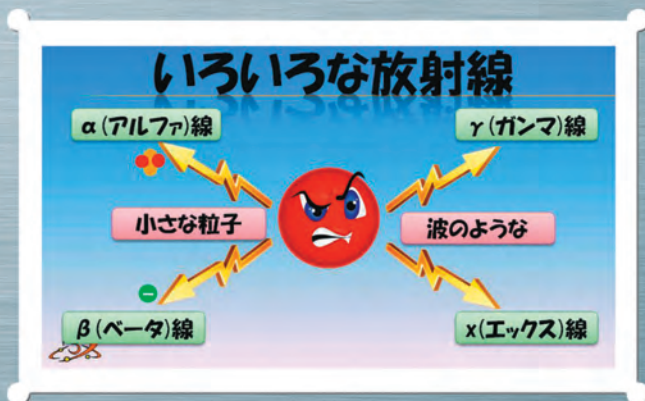 いろいろな放射線
α(アルファ)線
γ(ガンマ)線
小さな粒子
波のような
−
β(ベータ)線
x(エックス)線